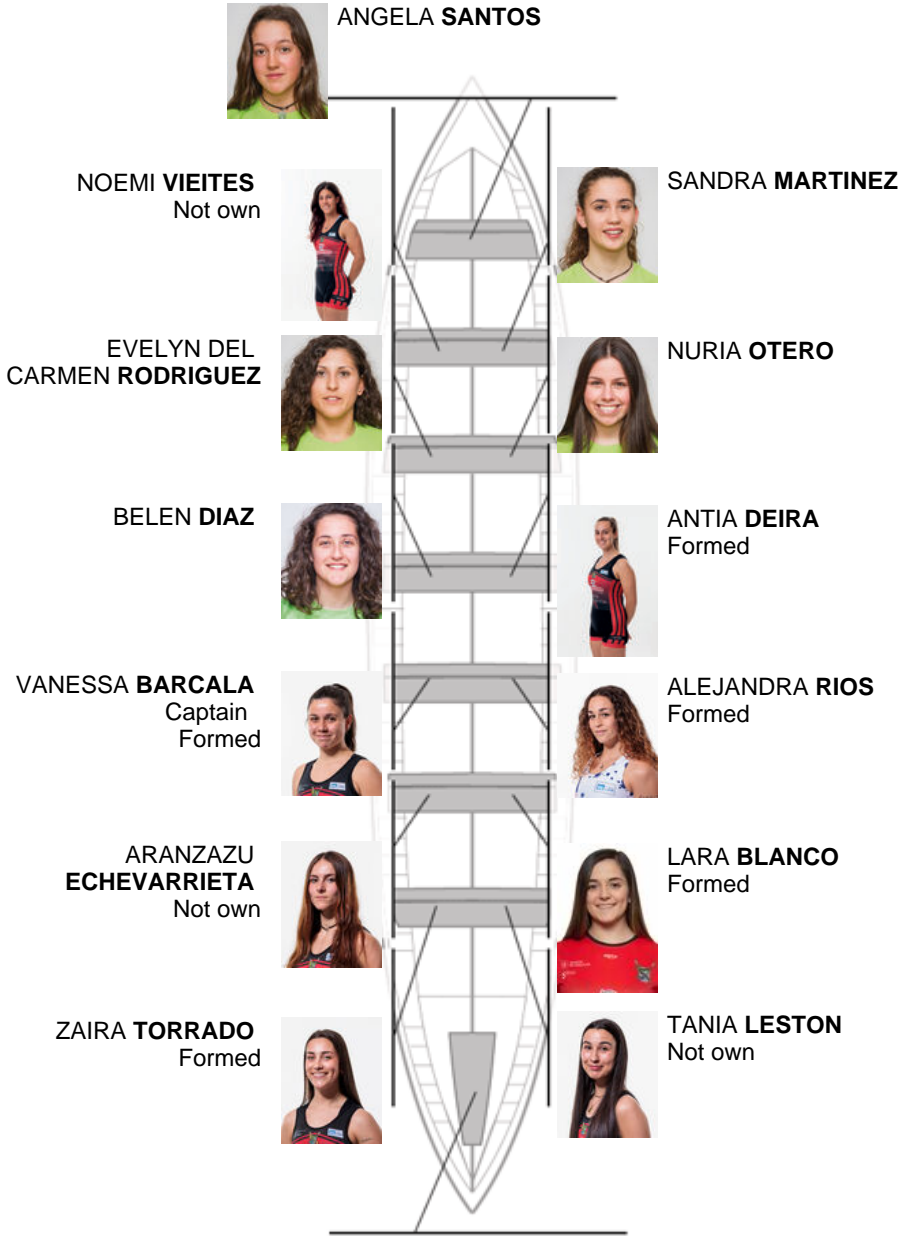 ANGELA SANTOS
NOEMI VIEITES
Not own
SANDRA MARTINEZ
EVELYN DEL
CARMEN RODRIGUEZ
NURIA OTERO
BELEN DIAZ
ANTIA DEIRA
Formed
VANESSA BARCALA
Captain
Formed
ALEJANDRA RIOS
Formed
ARANZAZU
ECHEVARRIETA
Not own
LARA BLANCO
Formed
ZAIRA TORRADO
Formed
TANIA LESTON
Not own